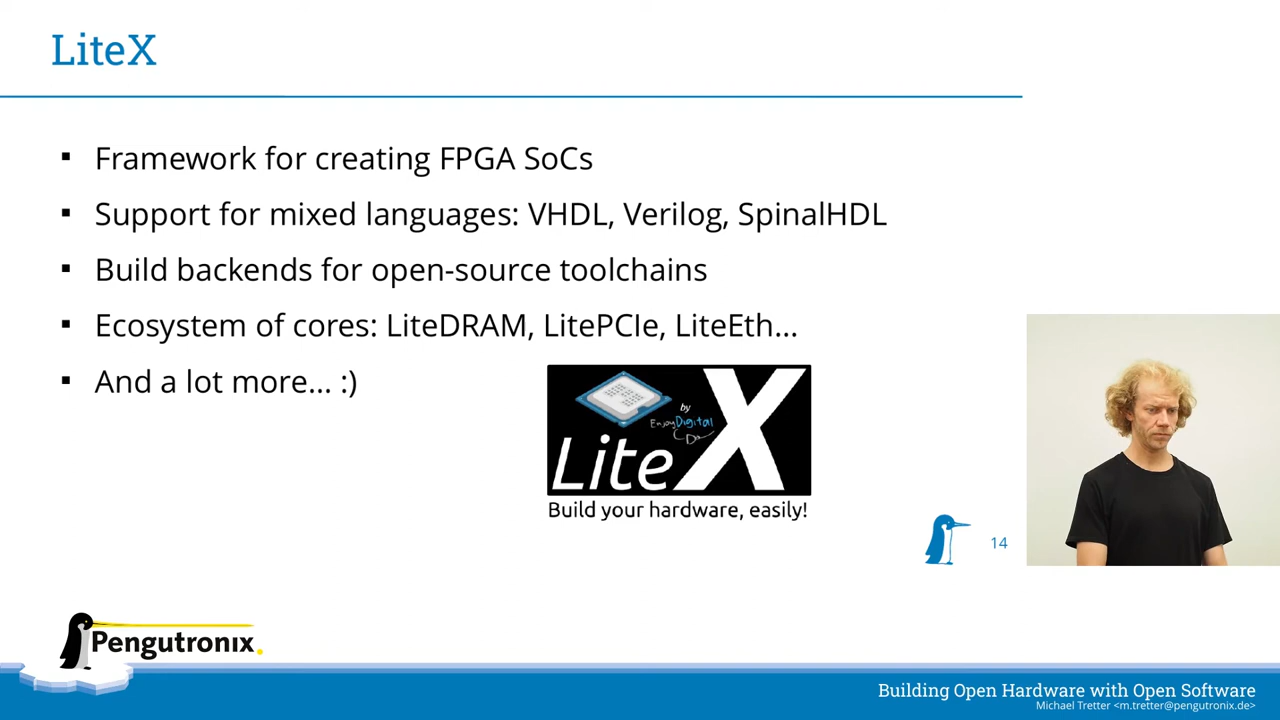 LiteX
▪ Framework for creating FPGA SoCs
▪ Support for mixed languages: VHDL, Verilog, SpinalHDL
▪ Build backends for open-source toolchains
▪ Ecosystem of cores: LiteDRAM, LitePCIe, LiteEth...
▪ And a lot more... :)
by
EnjoyDigital
LiteX
Build your hardware, easily!
14
Pengutronix
Building Open Hardware with Open Software
Michael Tretter <m.tretter@pengutronix.de>